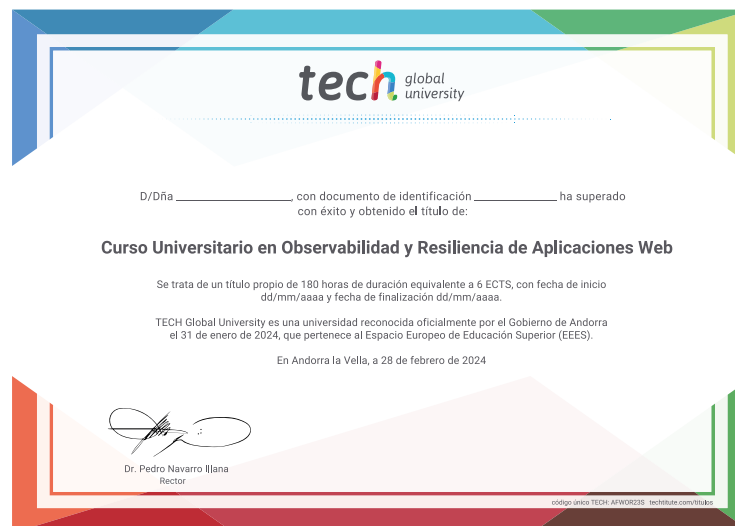 tech global
university
D/Dña ____________________, con documento de identificación ______________ ha superado
con éxito y obtenido el título de:
Curso Universitario en Observabilidad y Resiliencia de Aplicaciones Web
Se trata de un título propio de 180 horas de duración equivalente a 6 ECTS, con fecha de inicio
dd/mm/aaaa y fecha de finalización dd/mm/aaaa.
TECH Global University es una universidad reconocida oficialmente por el Gobierno de Andorra
el 31 de enero de 2024, que pertenece al Espacio Europeo de Educación Superior (EEES).
En Andorra la Vella, a 28 de febrero de 2024
Dr. Pedro Navarro Illana
Rector
código único TECH: AFWOR23S techtitute.com/titulos